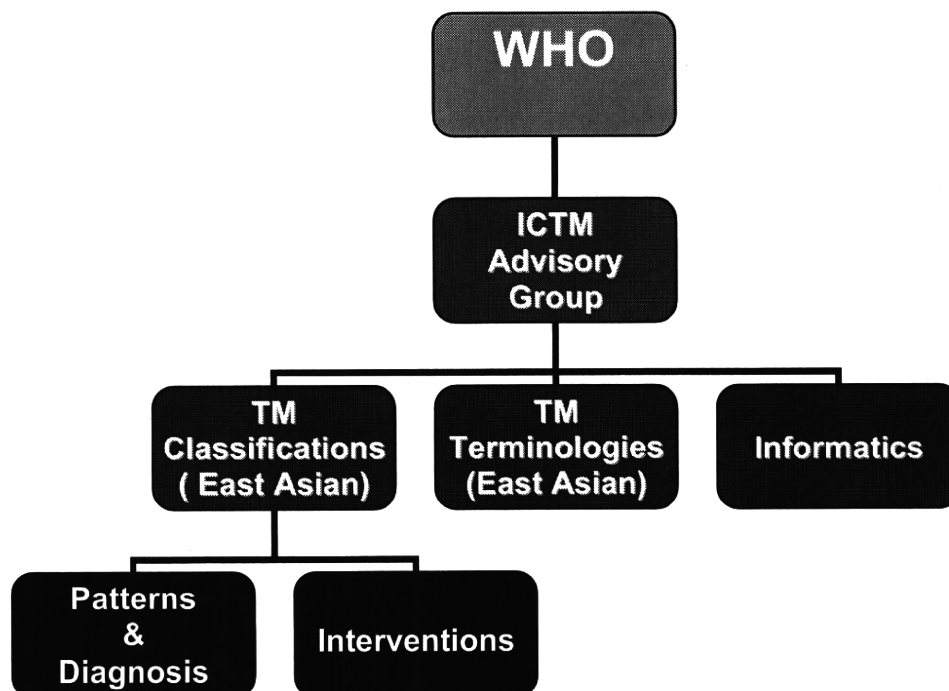 WHO
ICTM
Advisory
Group
TM
Classifications
( East Asian)
TM
Terminologies
(East Asian)
Informatics
Patterns
&
Diagnosis
Interventions